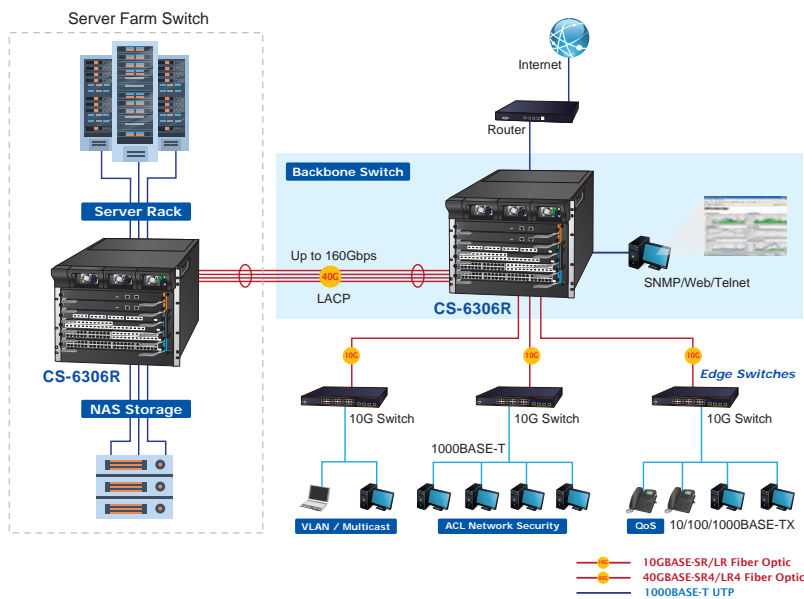 Server Farm Switch
Internet
Router
Backbone Switch
Server Rack
Up to 160Gbps
40G
LACP
SNMP/Web/Telnet
CS-6306R
CS-6306R
10G
10G
10G
Edge Switches
NAS Storage
10G Switch
10G Switch
10G Switch
1000BASE-T
VLAN / Multicast
ACL Network Security
QoS
10/100/1000BASE-TX
10G
10GBASE-SR/LR Fiber Optic
40G
40GBASE-SR4/LR4 Fiber Optic
1000BASE-T UTP